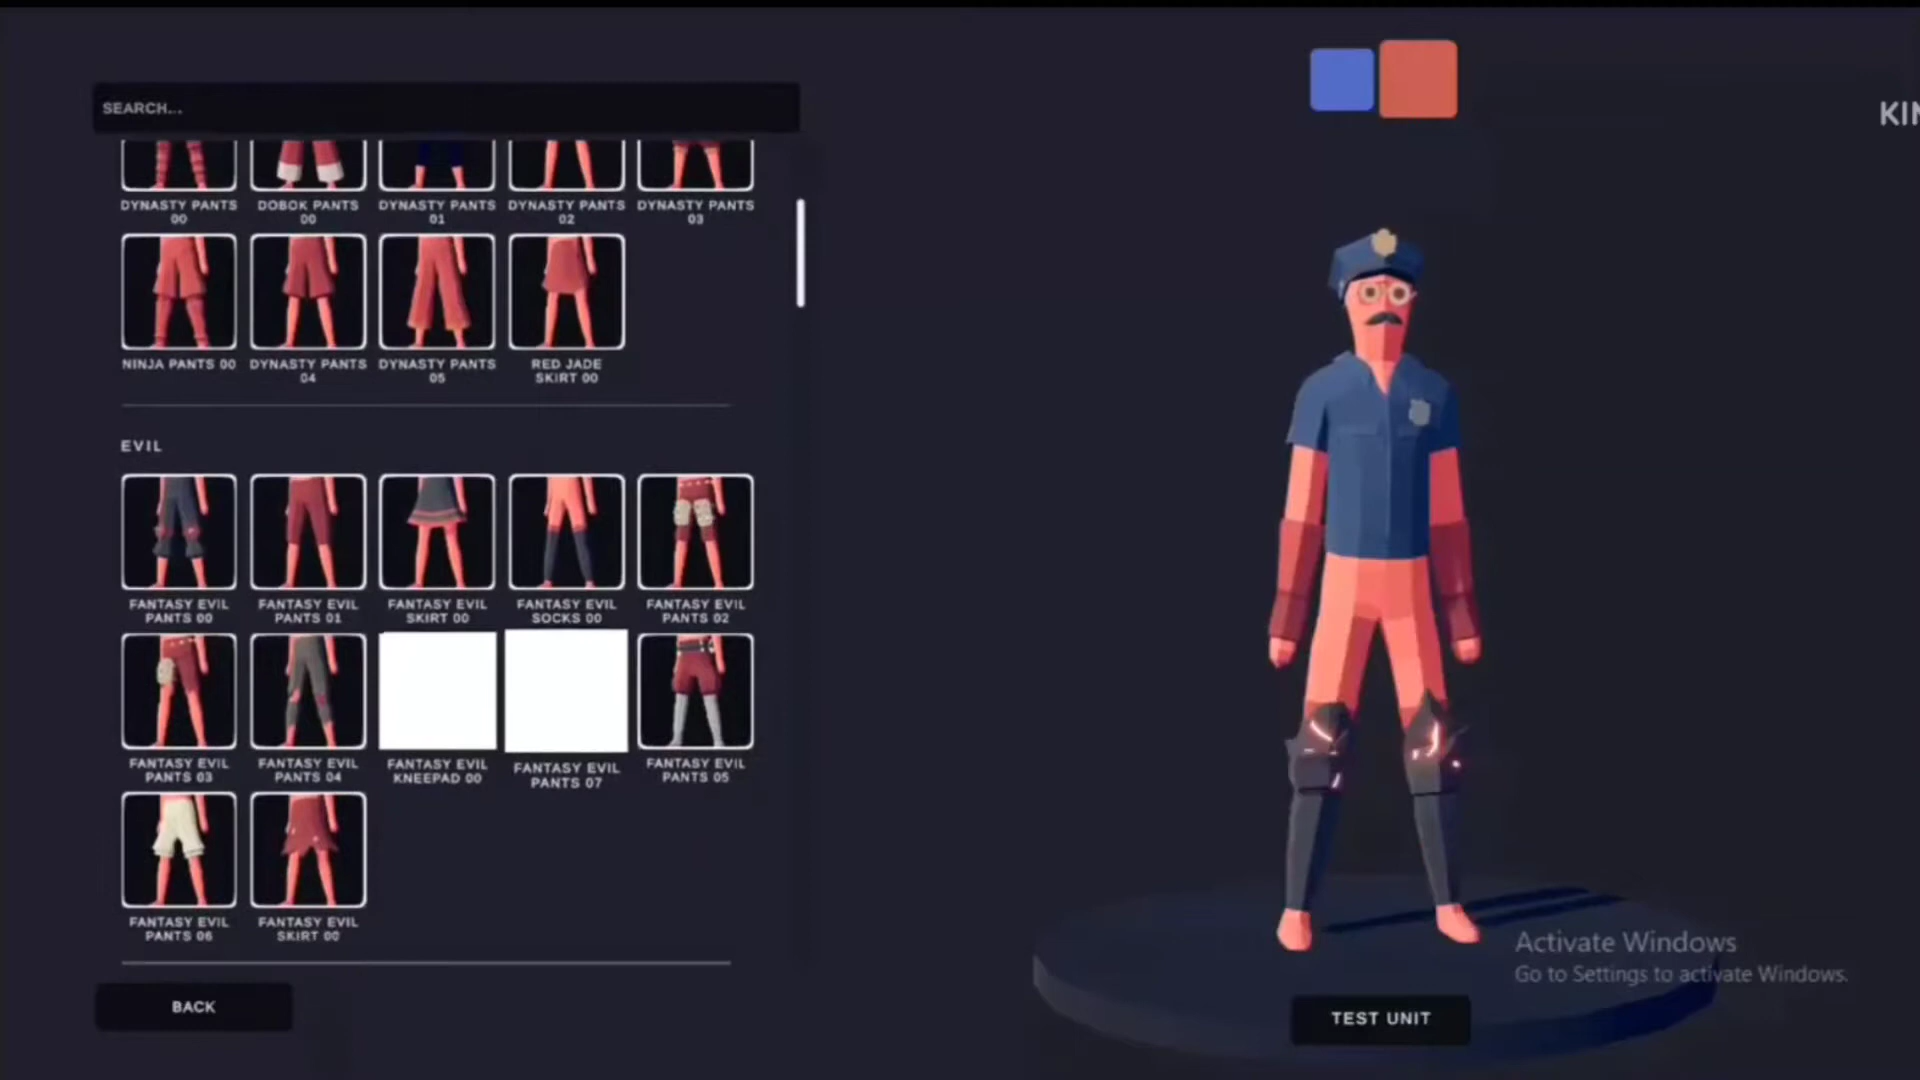 SEARCH...
KIN
DYNASTY PANTS 00
DOBOK PANTS 00
DYNASTY PANTS 01
DYNASTY PANTS 02
DYNASTY PANTS 03
NINJA PANTS 00
DYNASTY PANTS 04
DYNASTY PANTS 05
RED JADE SKIRT 00
EVIL
FANTASY EVIL PANTS 00
FANTASY EVIL PANTS 01
FANTASY EVIL SKIRT 00
FANTASY EVIL SOCKS 00
FANTASY EVIL PANTS 02
FANTASY EVIL PANTS 03
FANTASY EVIL PANTS 04
FANTASY EVIL KNEEPAD 00
FANTASY EVIL PANTS 07
FANTASY EVIL PANTS 05
FANTASY EVIL PANTS 06
FANTASY EVIL SKIRT 00
Activate Windows
Go to Settings to activate Windows.
BACK
TEST UNIT